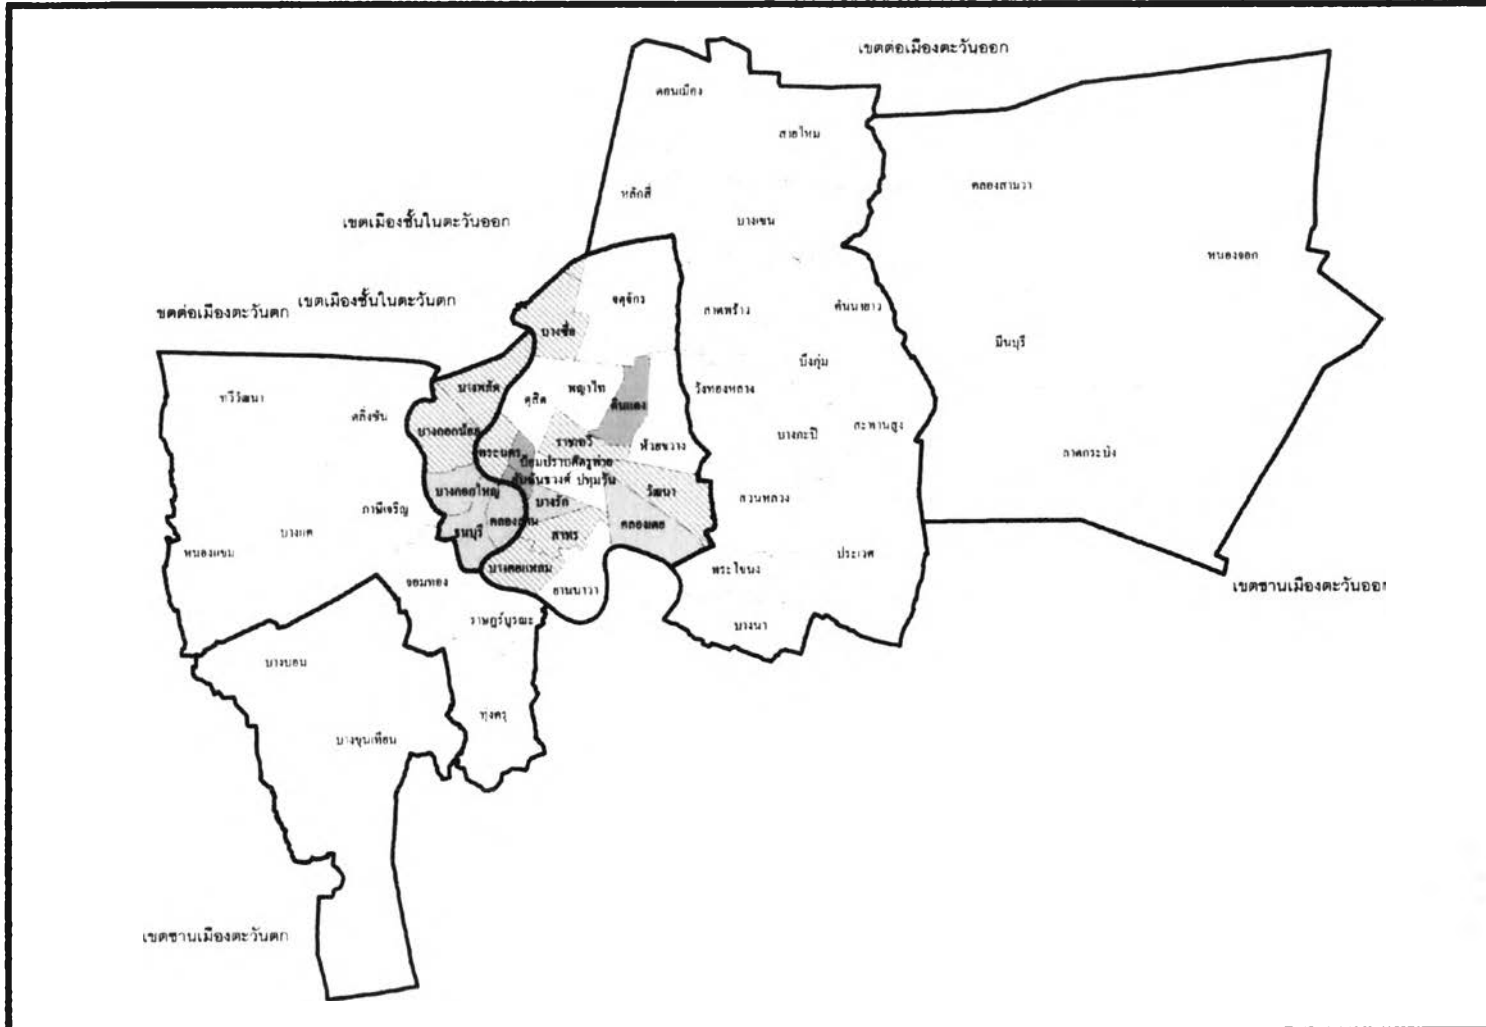 เขตต่อเมืองตะวันออก
ดอนเมือง
สายไหม
คลองสามวา
หลักสี่
เขตเมืองชั้นในตะวันออก
บางเขน
หนองจอก
เขตเมืองชั้นในตะวันตก
ขตต่อเมืองตะวันตก
จตุจักร
ลาดพร้าว
คันนายาว
บางซื่อ
มีนบุรี
บึงกุ่ม
บางพลัด
พญาไท
วังทองหลาง
ทวีวัฒนา
ดุสิต
ดินแดง
ตลิ่งชัน
สะพานสูง
บางกอกน้อย
บางกะปิ
ราชเทวี
ห้วยขวาง
พระนคร
ลาดกระบัง
ป้อมปราบศัตรูพ่าย
สัมพันธวงศ์ ปทุมวัน
บางกอกใหญ่
วัฒนา
สวนหลวง
บางรัก
ภาษีเจริญ
คลองสาน
คลองเตย
บางแค
ธนบุรี
สาทร
หนองแขม
ประเวศ
บางคอแหลม
พระโขนง
จอมทอง
ยานนาวา
เขตชานเมืองตะวันออก
ราษฎร์บูรณะ
บางนา
บางบอน
ทุ่งครุ
บางขุนเทียน
เขตชานเมืองตะวันตก